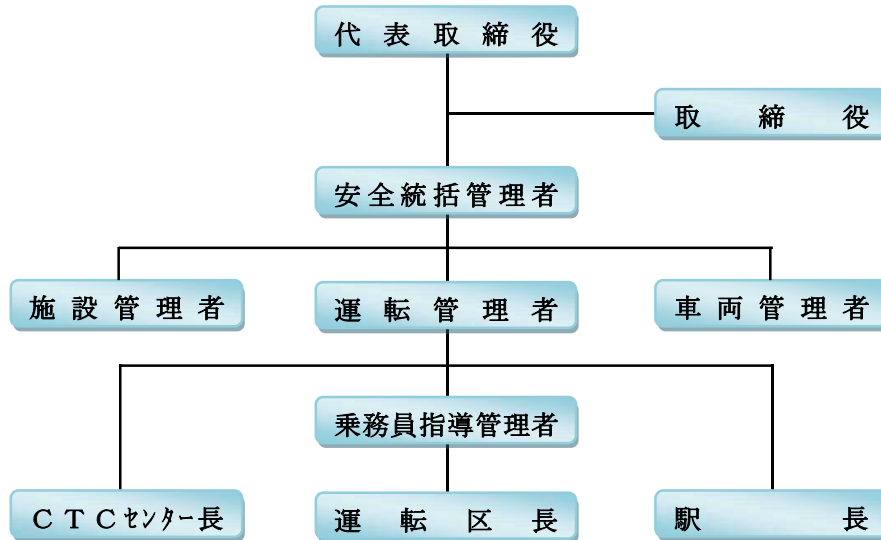 代表取締役
取締役
安全統括管理者
施設管理者
運転管理者
車両管理者
乗務員指導管理者
CTCセンター長
運転区長
駅長